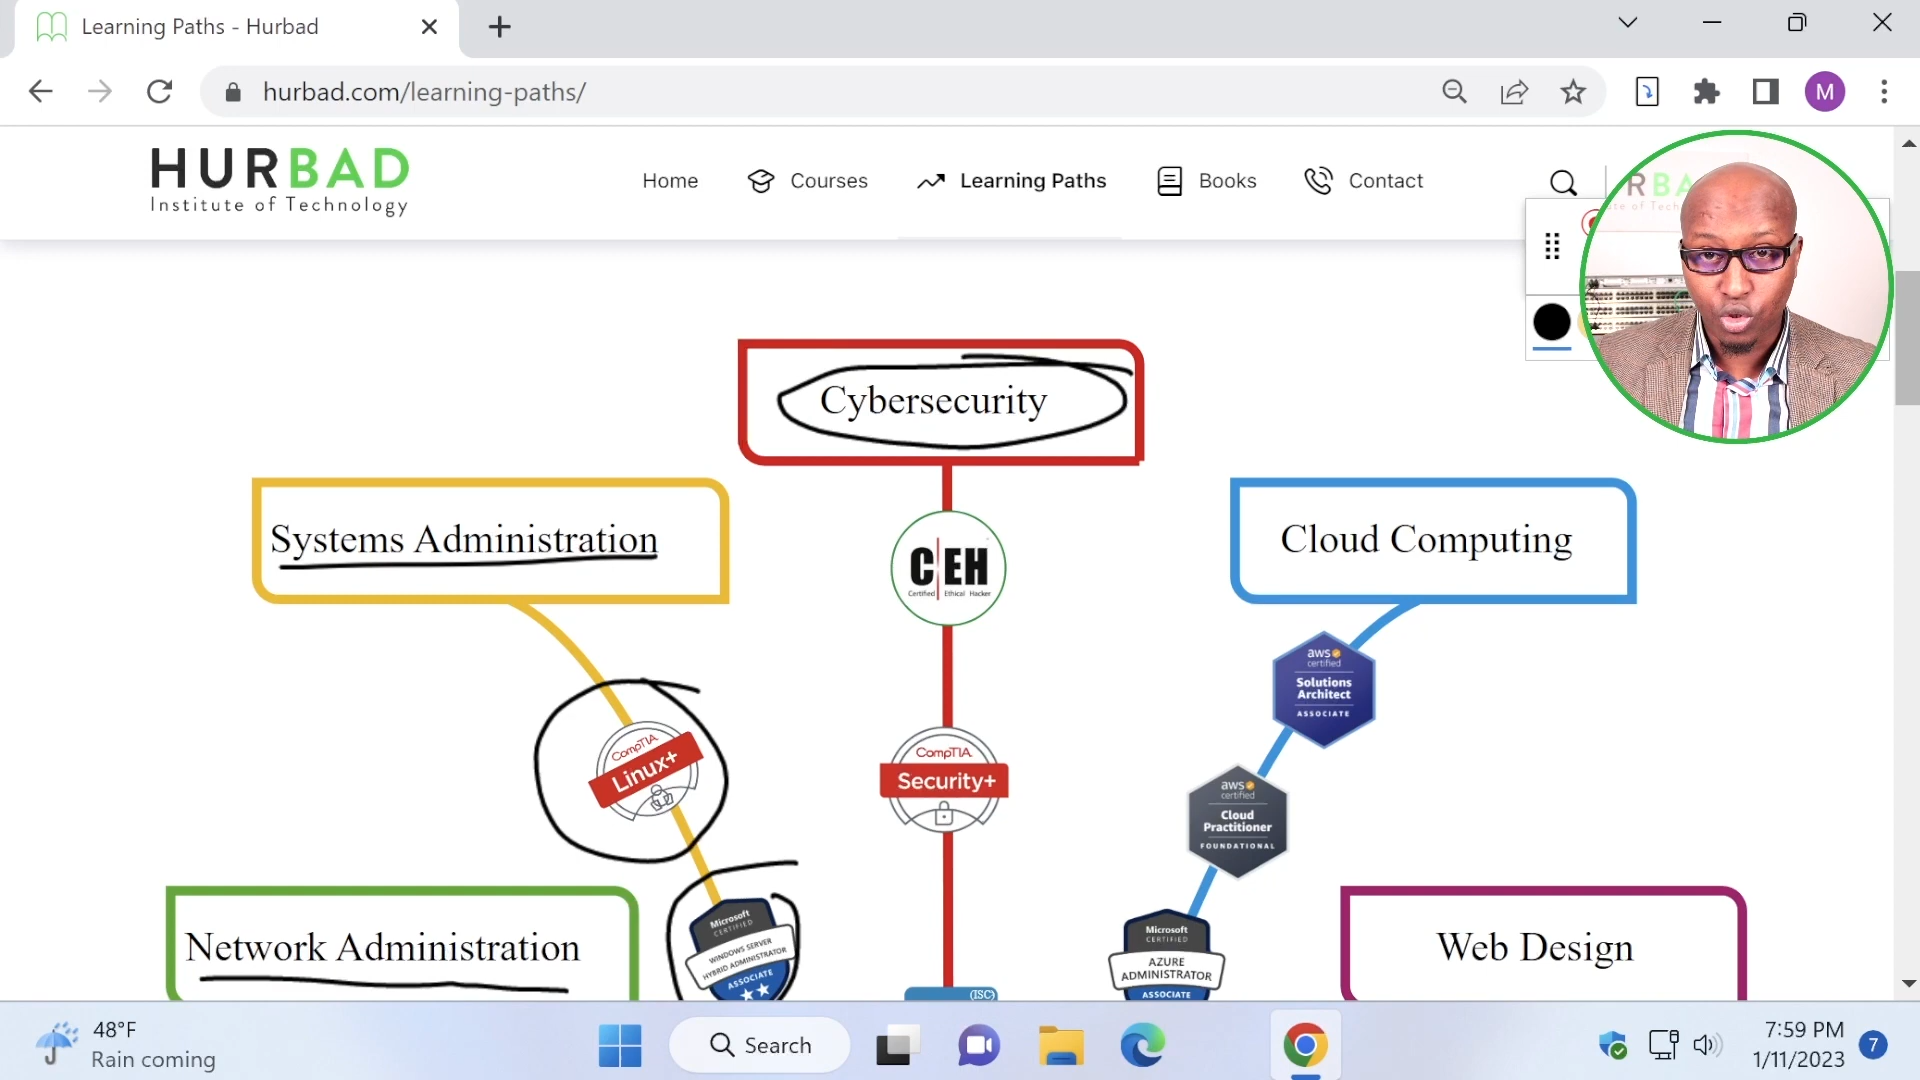 Learning Paths - Hurbad
hurbad.com/learning-paths/
M
HURBAD
Institute of Technology
Home
Courses
Learning Paths
Books
Contact
Cybersecurity
Systems Administration
C|EH
Certified Ethical Hacker
Cloud Computing
aws
certified
Solutions
Architect
ASSOCIATE
CompTIA
Linux+
CompTIA
Security+
aws
certified
Cloud
Practitioner
FOUNDATIONAL
Network Administration
Microsoft
CERTIFIED
WINDOWS SERVER
HYBRID ADMINISTRATOR
ASSOCIATE
(ISC)
Microsoft
CERTIFIED
AZURE
ADMINISTRATOR
ASSOCIATE
Web Design
48°F
Rain coming
Search
7:59 PM
1/11/2023
7